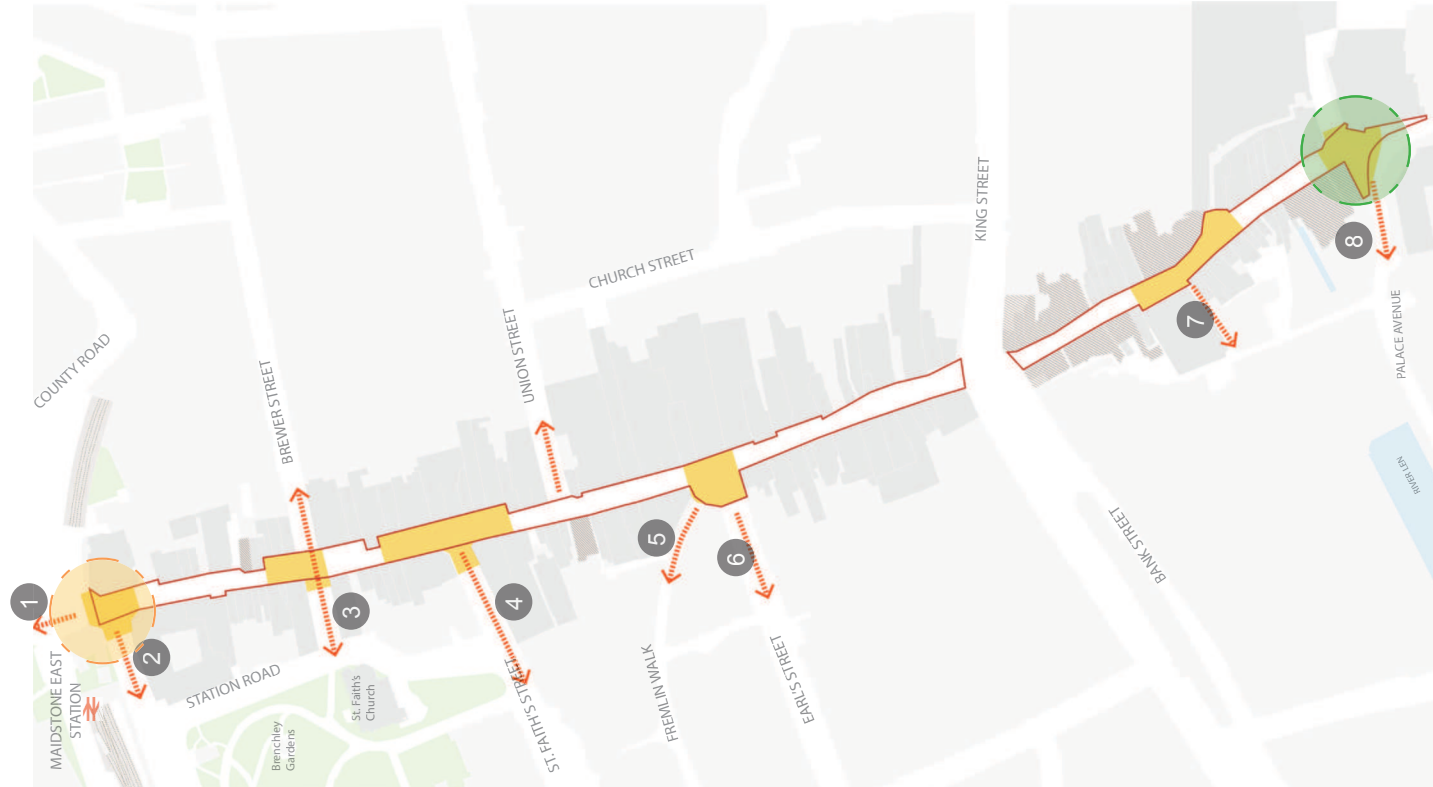 COUNTY ROAD
1
MAIDSTONE EAST
STATION
2
STATION ROAD
BREWER STREET
3
St. Faith's
Church
Brenchley
Gardens
UNION STREET
4
ST. FAITH'S STREET
CHURCH STREET
5
6
FREMLIN WALK
EARL'S STREET
KING STREET
BANK STREET
7
8
PALACE AVENUE
RIVER LEN